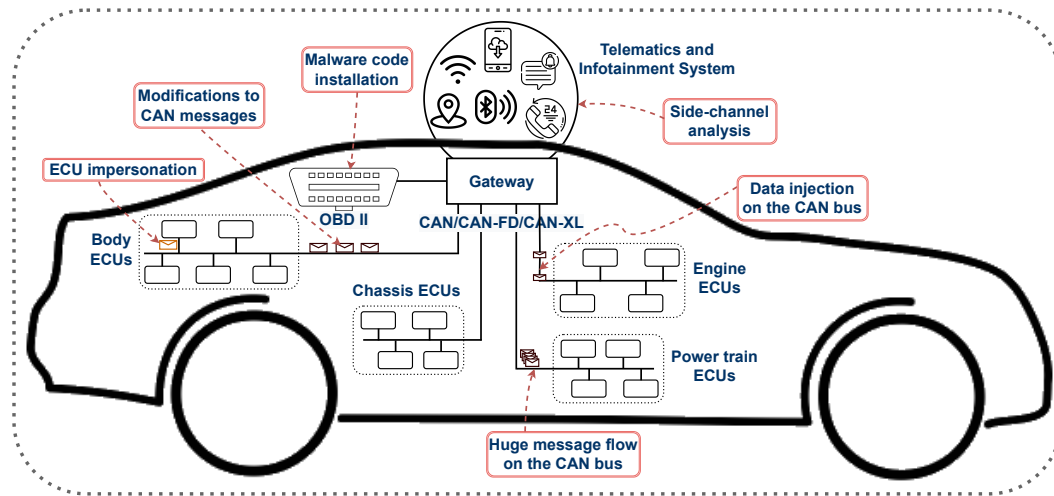 Telematics and
Infotainment System
Malware code
installation
Modifications to
CAN messages
24
Side-channel
analysis
ECU impersonation
Gateway
Data injection
on the CAN bus
OBD II
CAN/CAN-FD/CAN-XL
Body
ECUs
Engine
ECUs
Chassis ECUs
Power train
ECUs
Huge message flow
on the CAN bus